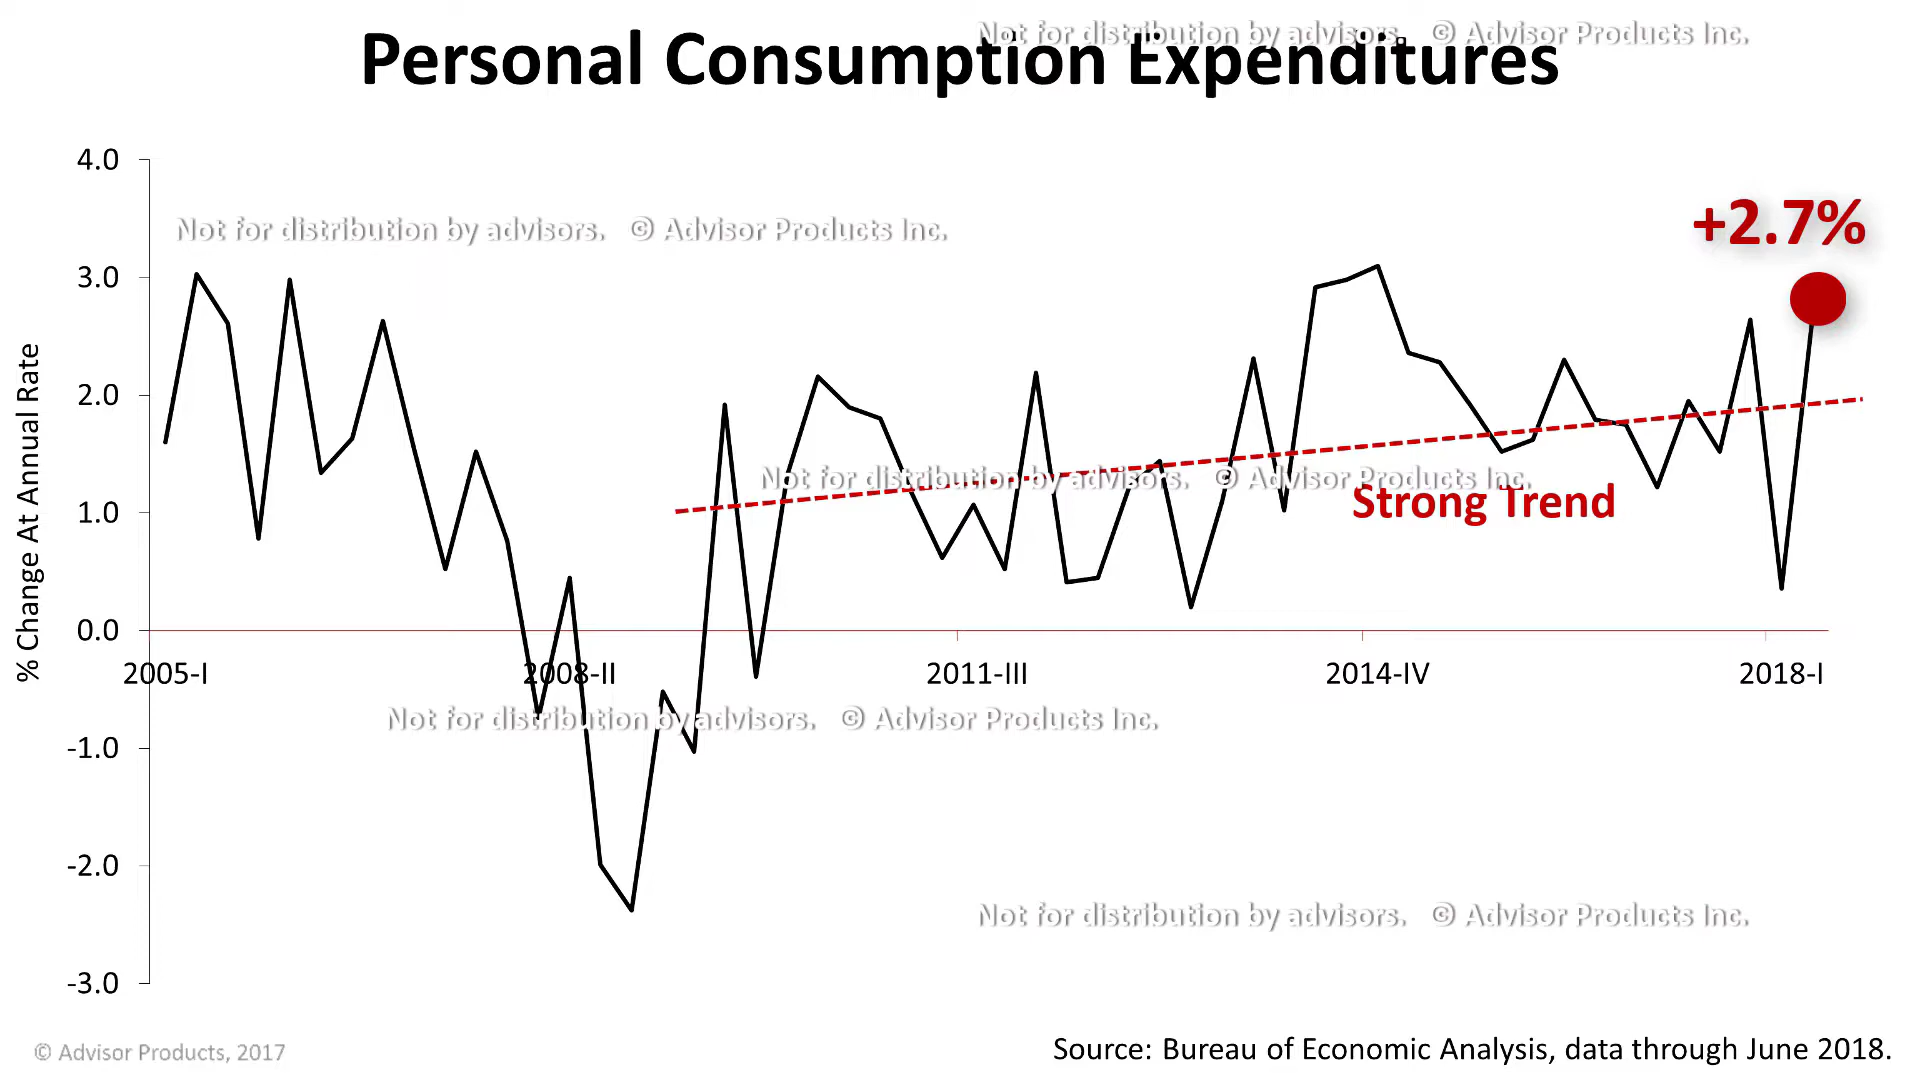 Not for distribution by advisors. © Advisor Products Inc.
Personal Consumption Expenditures
4.0
+2.7%
Not for distribution by advisors. © Advisor Products Inc.
3.0
% Change At Annual Rate
2.0
Not for distribution by advisors. © Advisor Products Inc.
Strong Trend
1.0
0.0
2005-I 2008-II 2011-III 2014-IV 2018-I
Not for distribution by advisors. © Advisor Products Inc.
-1.0
-2.0
Not for distribution by advisors. © Advisor Products Inc.
-3.0
© Advisor Products, 2017
Source: Bureau of Economic Analysis, data through June 2018.